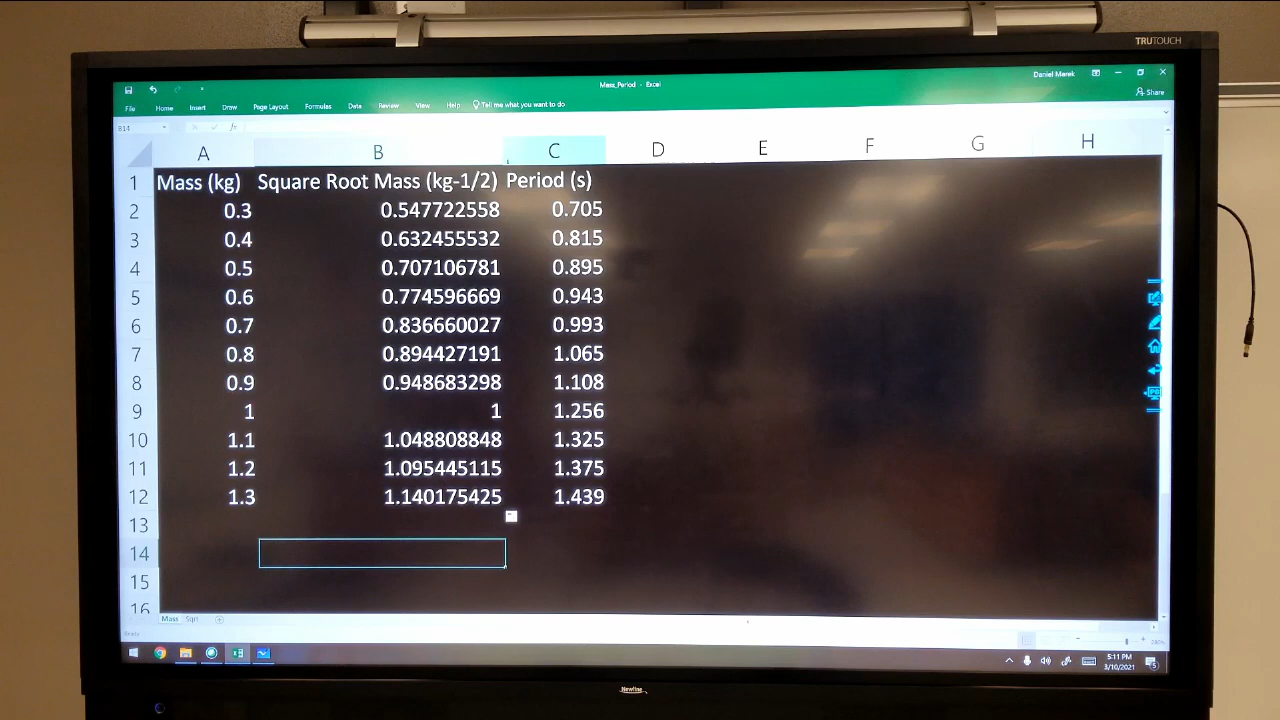 TRUTOUCH
Mass_Period - Excel
Daniel Marek
File Home Insert Draw Page Layout Formulas Data Review View Help Tell me what you want to do
Share
B14 fx
A B C D E F G H
1 Mass (kg) Square Root Mass (kg-1/2) Period (s)
2 0.3 0.547722558 0.705
3 0.4 0.632455532 0.815
4 0.5 0.707106781 0.895
5 0.6 0.774596669 0.943
6 0.7 0.836660027 0.993
7 0.8 0.894427191 1.065
8 0.9 0.948683298 1.108
9 1 1 1.256
10 1.1 1.048808848 1.325
11 1.2 1.095445115 1.375
12 1.3 1.140175425 1.439
13
14
15
16
Mass Sqrt
5:11 PM
3/10/2021
Newline